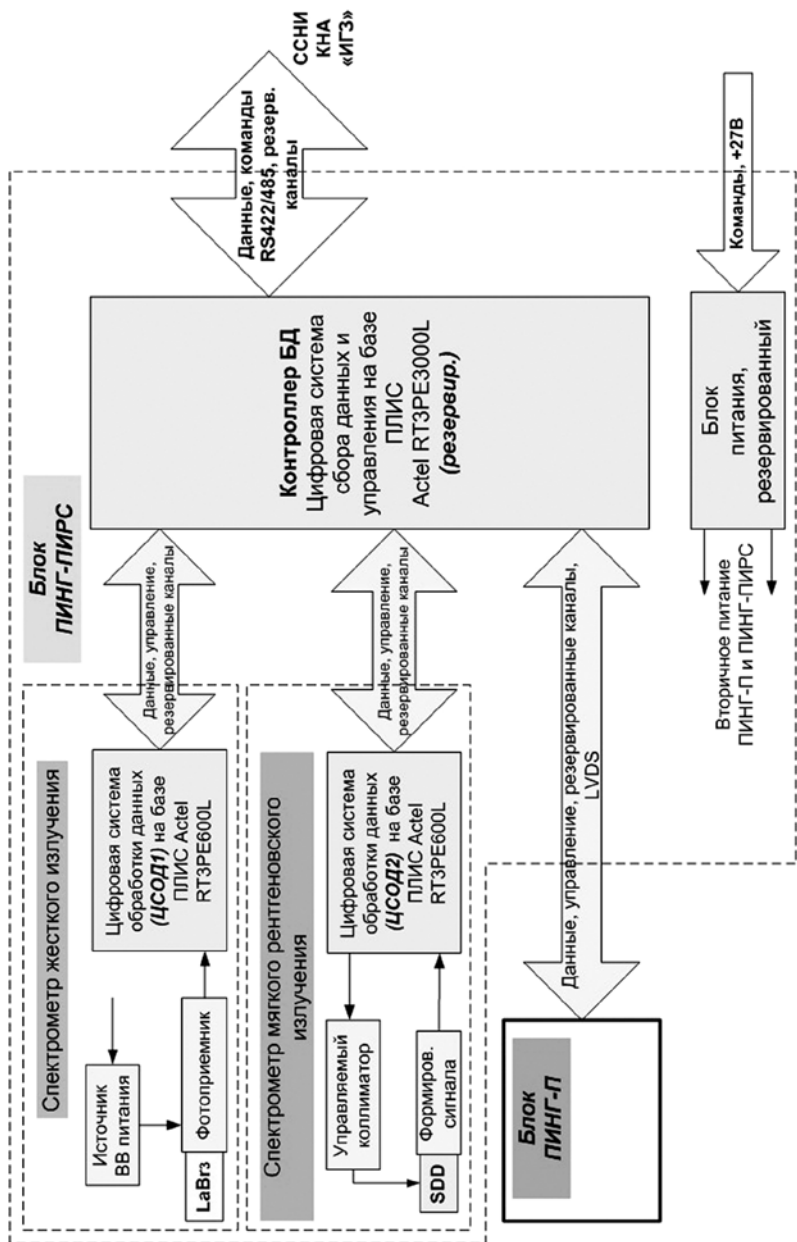 Блок
ПИНГ-ПИРС
Спектрометр жесткого излучения
Источник
ВВ питания
LaBr3
Фотоприемник
Цифровая система
обработки данных
(ЦСОД1) на базе
ПЛИС Actel
RT3PE600L
Данные, управление,
резервированные каналы
Спектрометр мягкого рентгеновского
излучения
Управляемый
коллиматор
SDD
Формиров.
сигнала
Цифровая система
обработки данных
(ЦСОД2) на базе
ПЛИС Actel
RT3PE600L
Данные, управление,
резервированные каналы
Контроллер БД
Цифровая система
сбора данных и
управления на базе
ПЛИС
Actel RT3PE3000L
(резервир.)
Данные, команды
RS422/485, резерв.
каналы
ССНИ
КНА
«ИГЗ»
Блок
ПИНГ-П
Данные, управление, резервированные каналы,
LVDS
Вторичное питание
ПИНГ-П и ПИНГ-ПИРС
Блок
питания,
резервированный
Команды, +27В